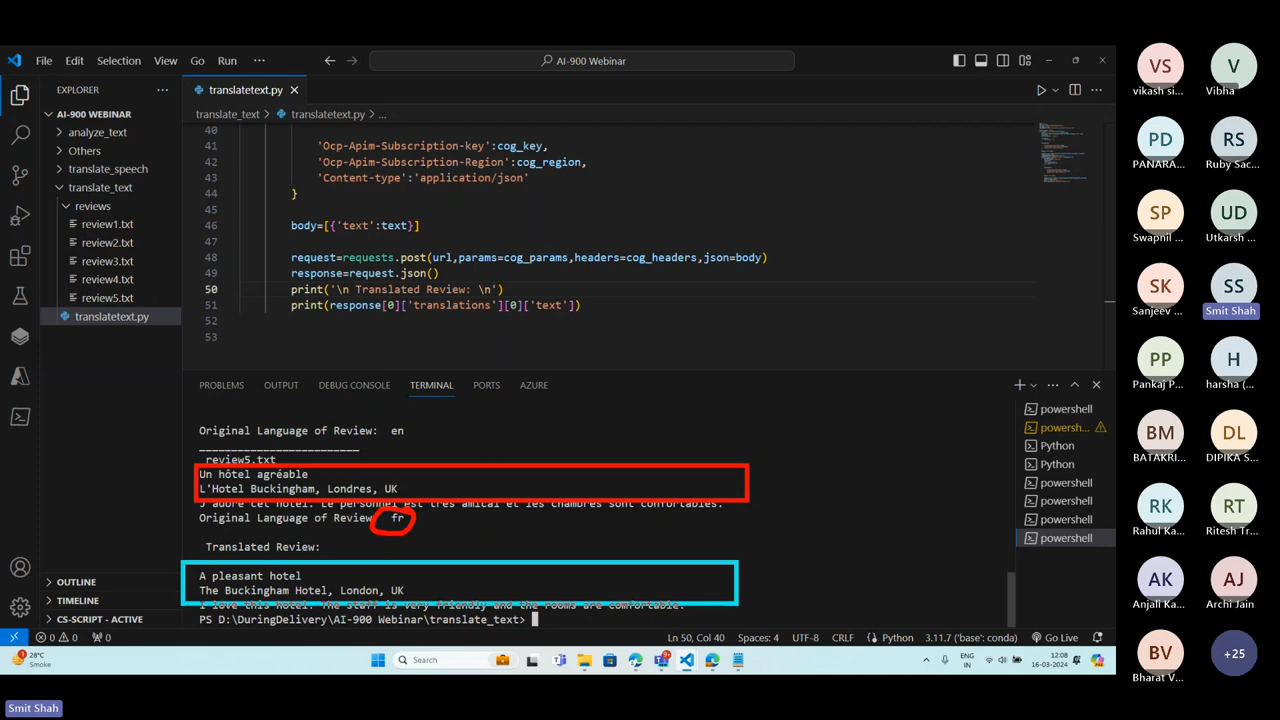 File Edit Selection View Go Run ··· AI-900 Webinar
EXPLORER ···
AI-900 WEBINAR
analyze_text
Others
translate_speech
translate_text
reviews
review1.txt
review2.txt
review3.txt
review4.txt
review5.txt
translatetext.py
OUTLINE
TIMELINE
CS-SCRIPT - ACTIVE
translatetext.py
translate_text > translatetext.py > ...
40
41 'Ocp-Apim-Subscription-key':cog_key,
42 'Ocp-Apim-Subscription-Region':cog_region,
43 'Content-type':'application/json'
44 }
45
46 body=[{'text':text}]
47
48 request=requests.post(url,params=cog_params,headers=cog_headers,json=body)
49 response=request.json()
50 print('\n Translated Review: \n')
51 print(response[0]['translations'][0]['text'])
52
53
PROBLEMS OUTPUT DEBUG CONSOLE TERMINAL PORTS AZURE
Original Language of Review: en
_________________________
review5.txt
Un hôtel agréable
L'Hotel Buckingham, Londres, UK
J'adore cet hotel. Le personnel est très amical et les chambres sont confortables.
Original Language of Review: fr
Translated Review:
A pleasant hotel
The Buckingham Hotel, London, UK
I love this hotel. The staff is very friendly and the rooms are comfortable.
PS D:\DuringDelivery\AI-900 Webinar\translate_text>
powershell
powersh...
Python
Python
powershell
powershell
powershell
powershell
0 0 0 Ln 50, Col 40 Spaces: 4 UTF-8 CRLF Python 3.11.7 ('base': conda) Go Live
1 28°C
Smoke
Search
9+
ENG
IN
12:08
16-03-2024
VS
vikash si...
V
Vibha
PD
PANARA...
RS
Ruby Sac...
SP
Swapnil ...
UD
Utkarsh ...
SK
Sanjeev ...
SS
Smit Shah
PP
Pankaj P...
H
harsha (...
BM
BATAKRI...
DL
DIPIKA S...
RK
Rahul Ka...
RT
Ritesh Tr...
AK
Anjali Ka...
AJ
Archi Jain
BV
Bharat V...
+25
Smit Shah